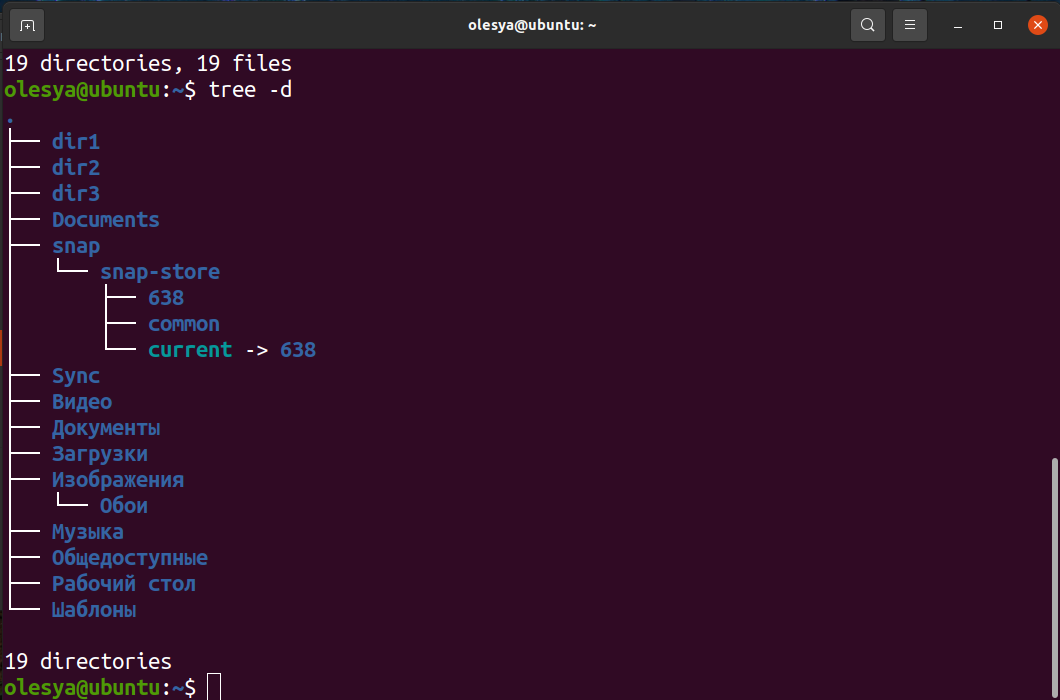 olesya@ubuntu: ~
19 directories, 19 files
olesya@ubuntu:~$ tree -d
.
├── dir1
├── dir2
├── dir3
├── Documents
├── snap
│   └── snap-store
│       ├── 638
│       ├── common
│       └── current -> 638
├── Sync
├── Видео
├── Документы
├── Загрузки
├── Изображения
│   └── Обои
├── Музыка
├── Общедоступные
├── Рабочий стол
└── Шаблоны

19 directories
olesya@ubuntu:~$